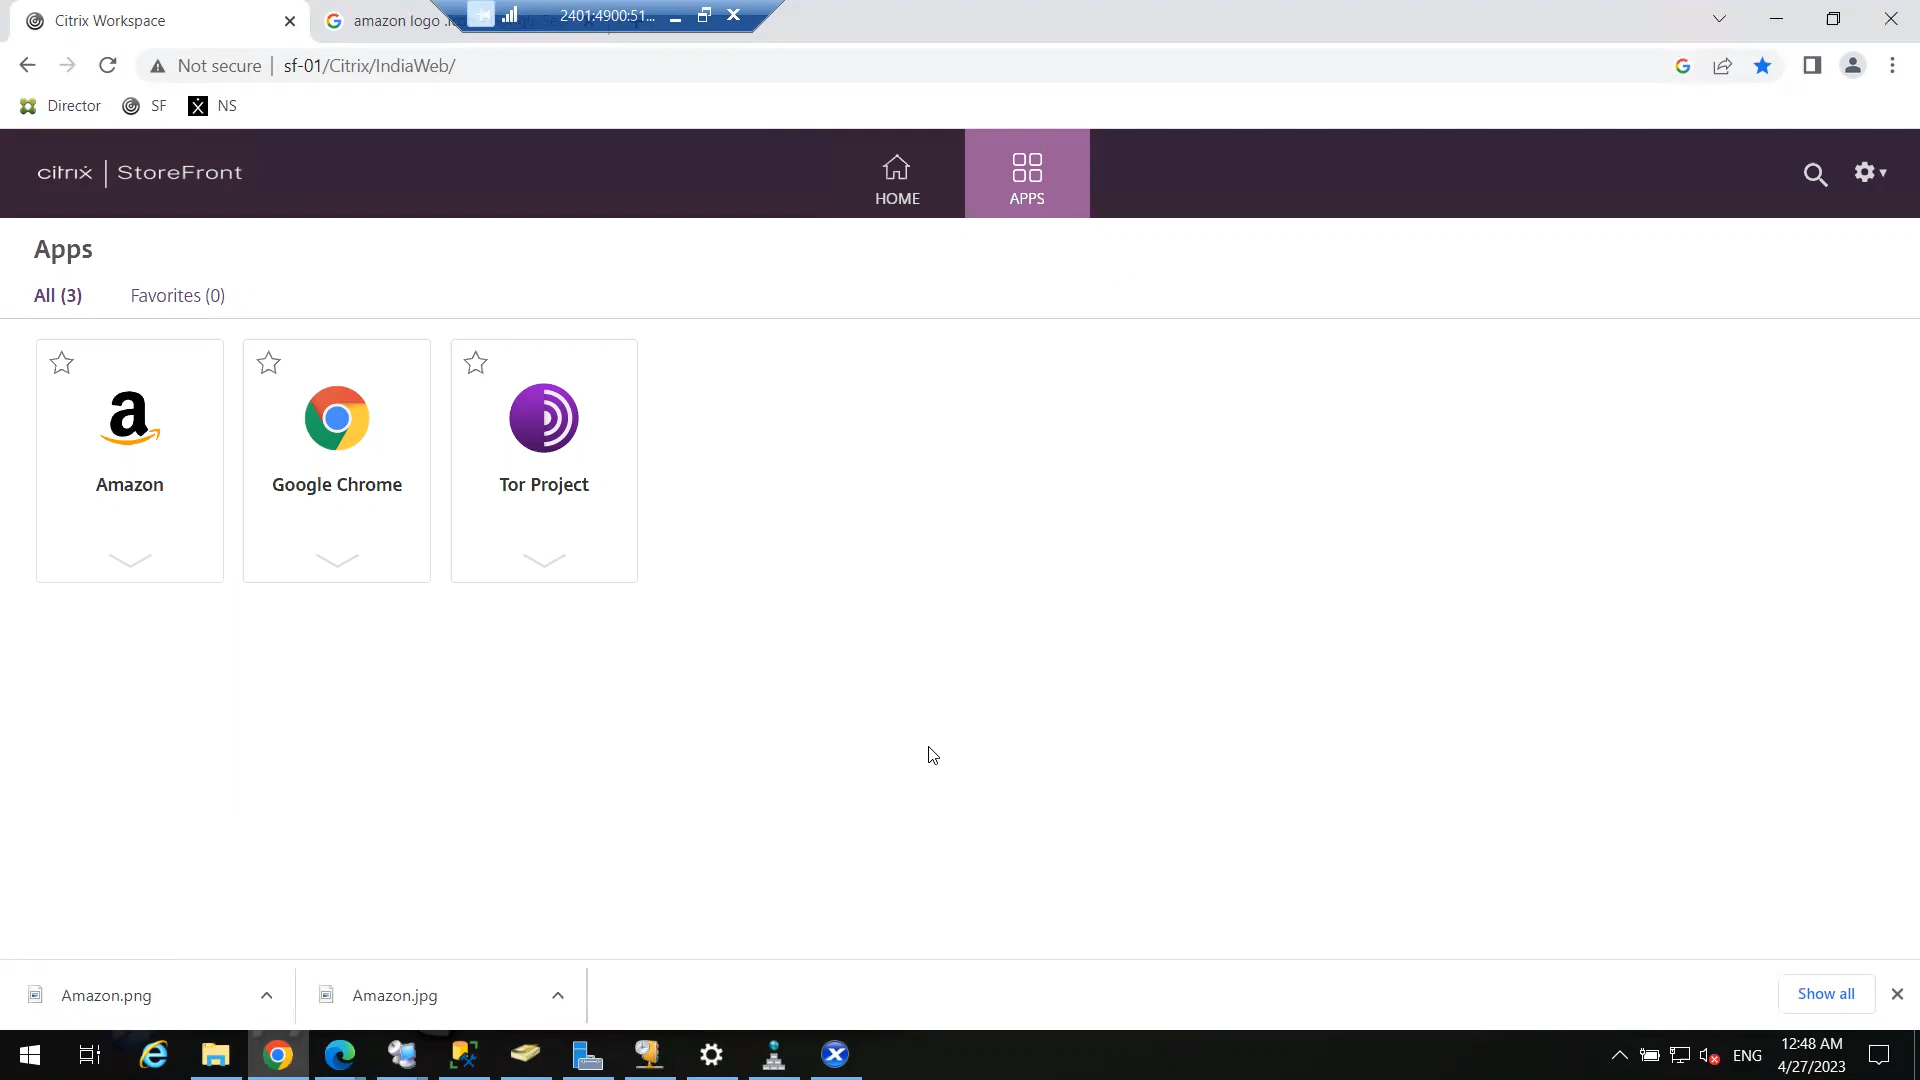 Citrix Workspace
amazon logo .ic
2401:4900:51...
Not secure
sf-01/Citrix/IndiaWeb/
Director
SF
NS
citrix | StoreFront
HOME
APPS
Apps
All (3)
Favorites (0)
Amazon
Google Chrome
Tor Project
Amazon.png
Amazon.jpg
Show all
ENG
12:48 AM
4/27/2023